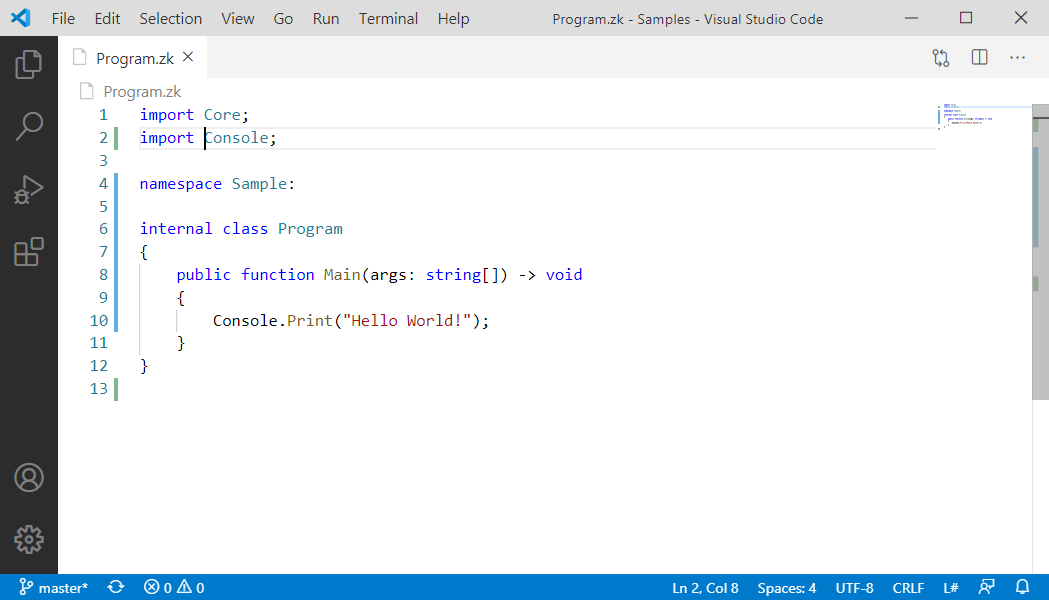 File Edit Selection View Go Run Terminal Help Program.zk - Samples - Visual Studio Code
Program.zk
Program.zk
1 import Core;
2 import Console;
3
4 namespace Sample:
5
6 internal class Program
7 {
8 public function Main(args: string[]) -> void
9 {
10 Console.Print("Hello World!");
11 }
12 }
13
master* 0 0 Ln 2, Col 8 Spaces: 4 UTF-8 CRLF L#